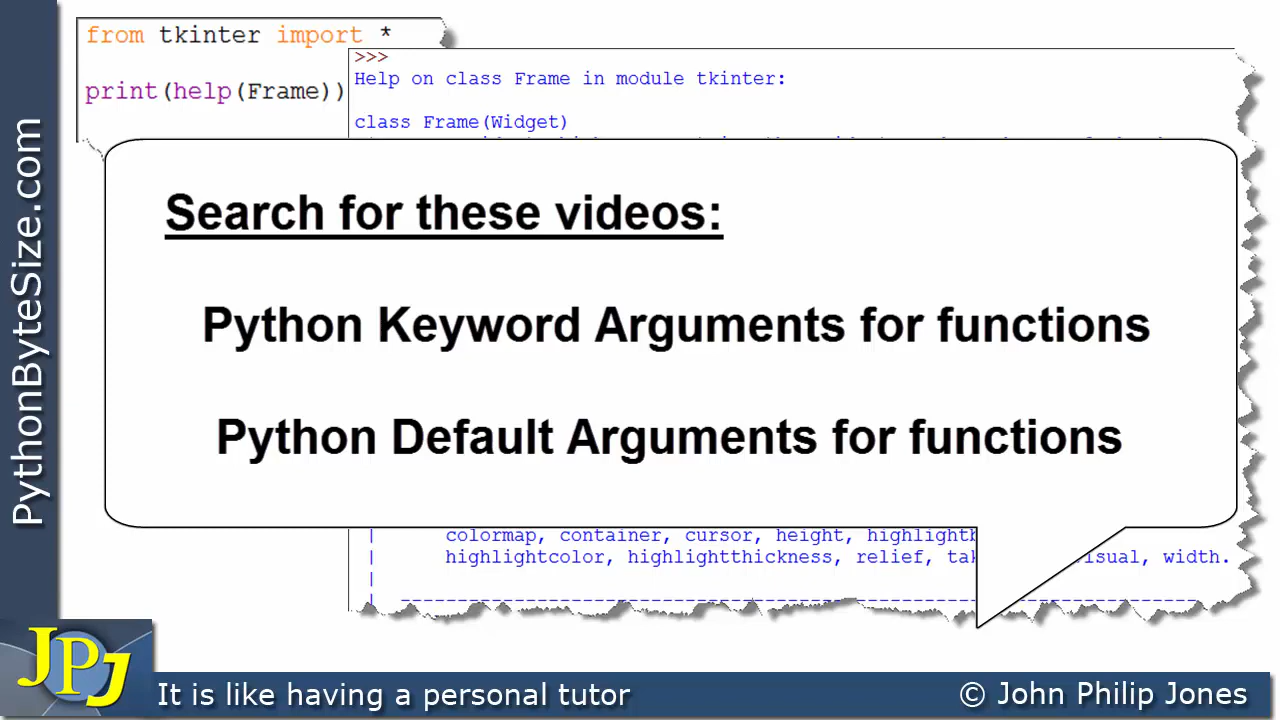 from tkinter import *
print(help(Frame))
>>>
Help on class Frame in module tkinter:
class Frame(Widget)
Search for these videos:
Python Keyword Arguments for functions
Python Default Arguments for functions
| colormap, container, cursor, height,
| highlightcolor, highlightthickness, relief, visual, width.
|
| ----------------------------------------------------------------------
PythonByteSize.com
JPJ
It is like having a personal tutor
© John Philip Jones